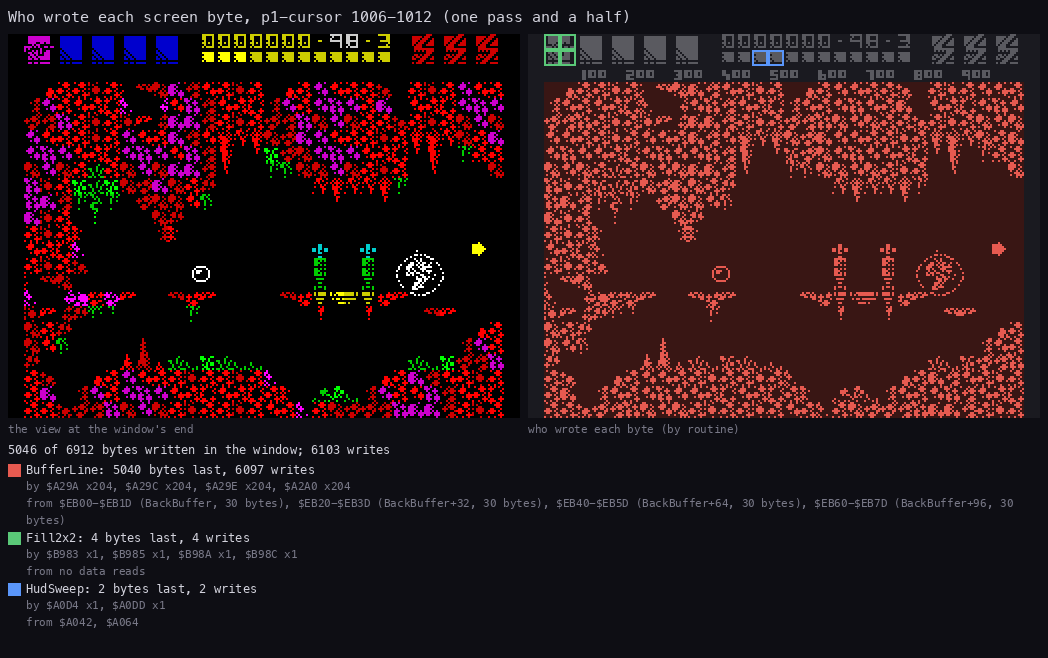 Who wrote each screen byte, p1-cursor 1006–1012 (one pass and a half)
100 200 300 400 500 600 700 800 900
the view at the window's end
who wrote each byte (by routine)
5046 of 6912 bytes written in the window; 6103 writes
BufferLine: 5040 bytes last, 6097 writes
by $A29A x204, $A29C x204, $A29E x204, $A2A0 x204
from $EB00–$EB1D (BackBuffer, 30 bytes), $EB20–$EB3D (BackBuffer+32, 30 bytes), $EB40–$EB5D (BackBuffer+64, 30 bytes), $EB60–$EB7D (BackBuffer+96, 30
bytes)
Fill2x2: 4 bytes last, 4 writes
by $B983 x1, $B985 x1, $B98A x1, $B98C x1
from no data reads
HudSweep: 2 bytes last, 2 writes
by $A0D4 x1, $A0DD x1
from $A042, $A064